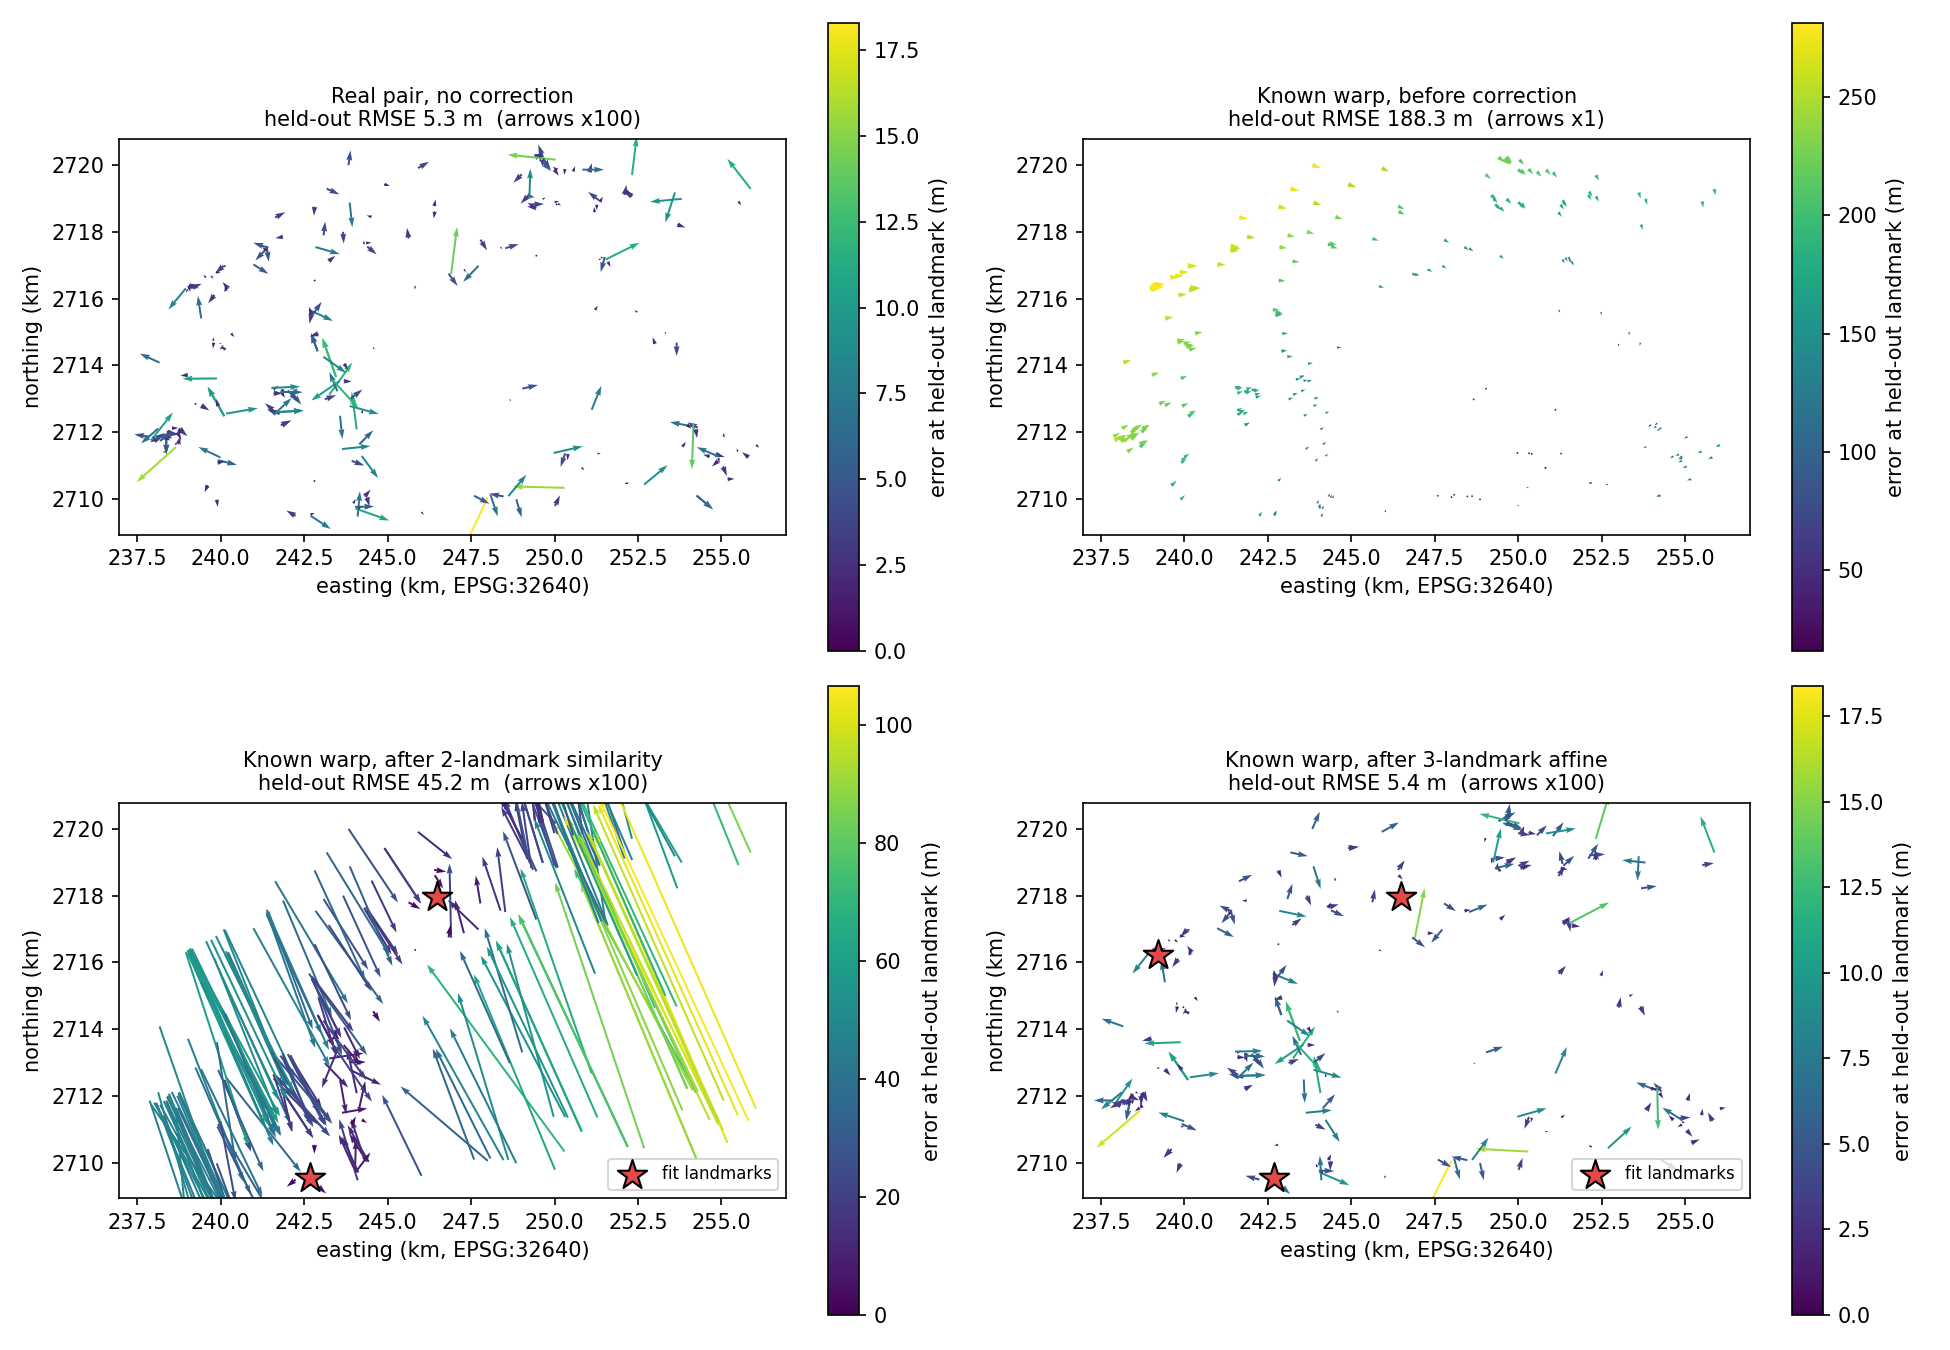 Real pair, no correction
held-out RMSE 5.3 m (arrows x100)
northing (km)
2720
2718
2716
2714
2712
2710
237.5 240.0 242.5 245.0 247.5 250.0 252.5 255.0
easting (km, EPSG:32640)
17.5
15.0
12.5
10.0
7.5
5.0
2.5
0.0
error at held-out landmark (m)
Known warp, before correction
held-out RMSE 188.3 m (arrows x1)
northing (km)
2720
2718
2716
2714
2712
2710
237.5 240.0 242.5 245.0 247.5 250.0 252.5 255.0
easting (km, EPSG:32640)
250
200
150
100
50
error at held-out landmark (m)
Known warp, after 2-landmark similarity
held-out RMSE 45.2 m (arrows x100)
northing (km)
2720
2718
2716
2714
2712
2710
fit landmarks
237.5 240.0 242.5 245.0 247.5 250.0 252.5 255.0
easting (km, EPSG:32640)
100
80
60
40
20
0
error at held-out landmark (m)
Known warp, after 3-landmark affine
held-out RMSE 5.4 m (arrows x100)
northing (km)
2720
2718
2716
2714
2712
2710
fit landmarks
237.5 240.0 242.5 245.0 247.5 250.0 252.5 255.0
easting (km, EPSG:32640)
17.5
15.0
12.5
10.0
7.5
5.0
2.5
0.0
error at held-out landmark (m)